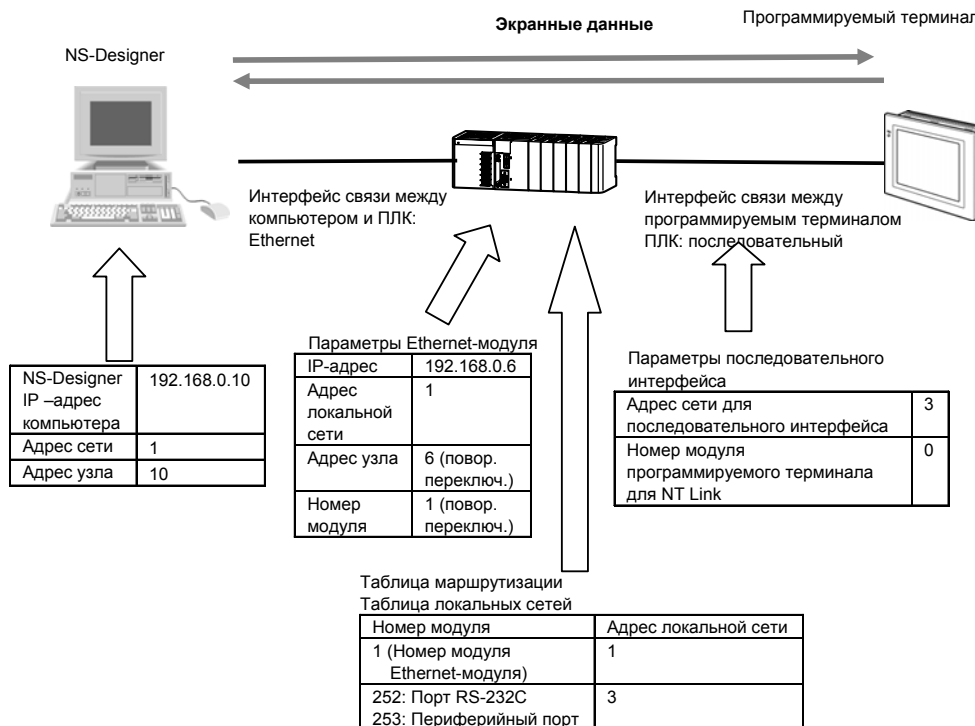 Экранные данные
Программируемый терминал
NS-Designer
Интерфейс связи между
компьютером и ПЛК:
Ethernet
Интерфейс связи между
программируемым терминалом
ПЛК: последовательный
NS-Designer 192.168.0.10
IP –адрес
компьютера
Адрес сети 1
Адрес узла 10
Параметры Ethernet-модуля
IP-адрес 192.168.0.6
Адрес 1
локальной
сети
Адрес узла 6 (повор.
переключ.)
Номер 1 (повор.
модуля переключ.)
Параметры последовательного
интерфейса
Адрес сети для 3
последовательного интерфейса
Номер модуля 0
программируемого терминала
для NT Link
Таблица маршрутизации
Таблица локальных сетей
Номер модуля Адрес локальной сети
1 (Номер модуля 1
Ethernet-модуля)
252: Порт RS-232C 3
253: Периферийный порт